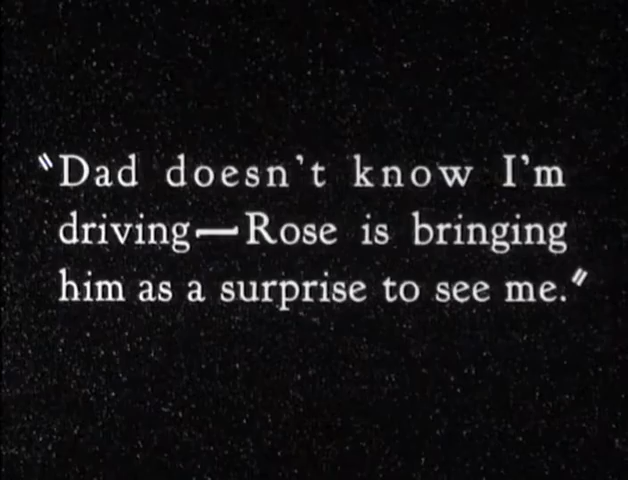 "Dad doesn't know I'm
driving—Rose is bringing
him as a surprise to see me."